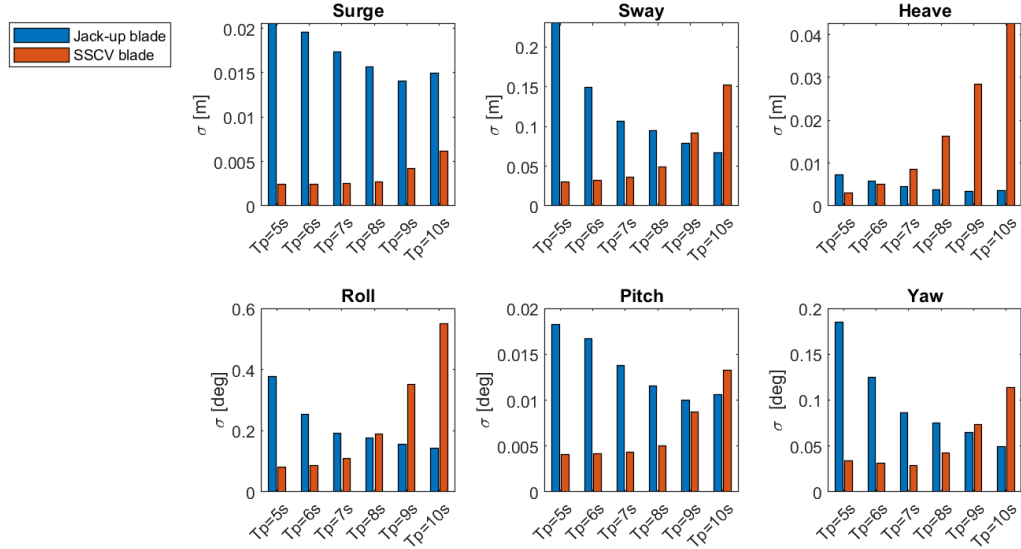 Jack-up blade
SSCV blade
Surge
σ [m]
0.02
0.015
0.01
0.005
0
Tp=5s
Tp=6s
Tp=7s
Tp=8s
Tp=9s
Tp=10s
Sway
σ [m]
0.2
0.15
0.1
0.05
0
Tp=5s
Tp=6s
Tp=7s
Tp=8s
Tp=9s
Tp=10s
Heave
σ [m]
0.04
0.03
0.02
0.01
0
Tp=5s
Tp=6s
Tp=7s
Tp=8s
Tp=9s
Tp=10s
Roll
σ [deg]
0.6
0.4
0.2
0
Tp=5s
Tp=6s
Tp=7s
Tp=8s
Tp=9s
Tp=10s
Pitch
σ [deg]
0.02
0.015
0.01
0.005
0
Tp=5s
Tp=6s
Tp=7s
Tp=8s
Tp=9s
Tp=10s
Yaw
σ [deg]
0.2
0.15
0.1
0.05
0
Tp=5s
Tp=6s
Tp=7s
Tp=8s
Tp=9s
Tp=10s